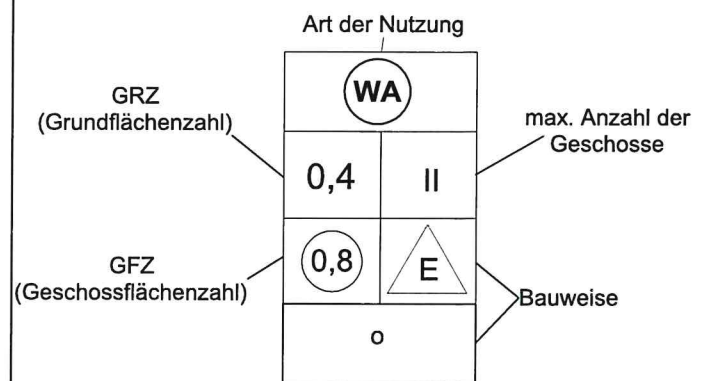 Art der Nutzung
WA
GRZ
(Grundflächenzahl)
max. Anzahl der
Geschosse
0,4
II
GFZ
(Geschossflächenzahl)
0,8
E
Bauweise
o